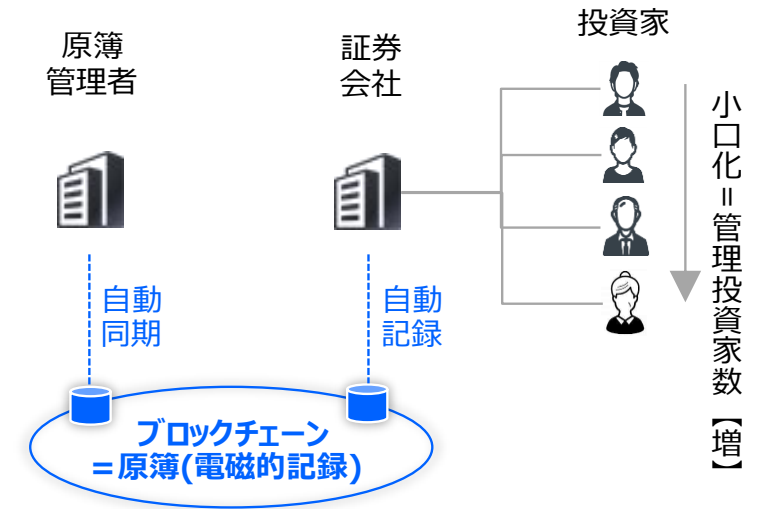 原簿
管理者
証券
会社
投資家
小口化=管理投資家数【増】
自動
同期
自動
記録
ブロックチェーン
=原簿(電磁的記録)